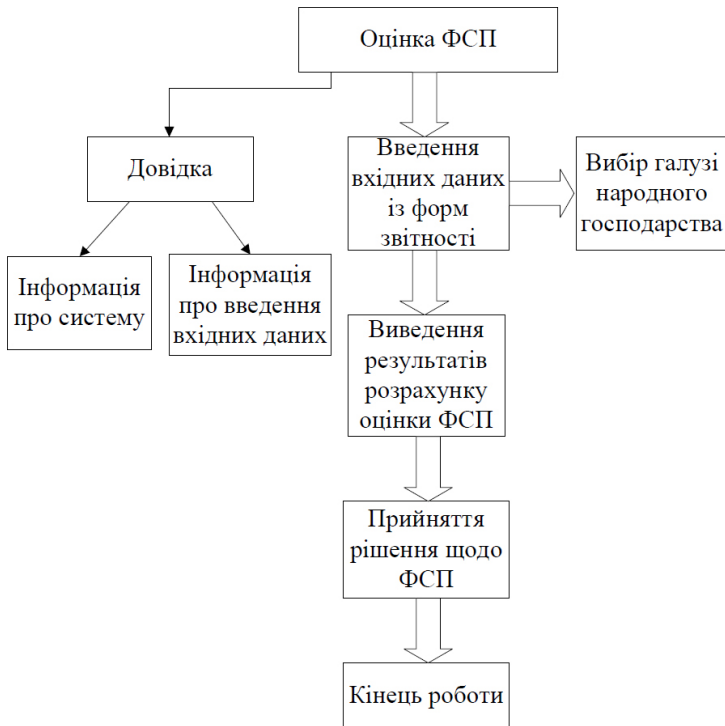 Оцінка ФСП
Довідка
Введення
вхідних даних
із форм
звітності
Вибір галузі
народного
господарства
Інформація
про систему
Інформація
про введення
вхідних даних
Виведення
результатів
розрахунку
оцінки ФСП
Прийняття
рішення щодо
ФСП
Кінець роботи